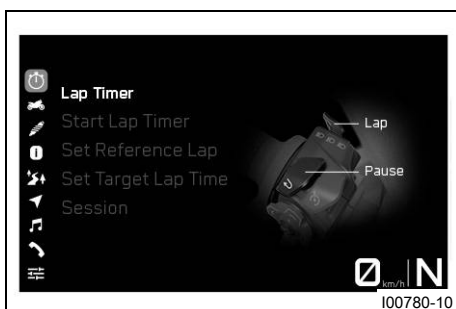 Lap Timer
Start Lap Timer
Set Reference Lap
Set Target Lap Time
Session
Lap
Pause
0 km/h N
I00780-10